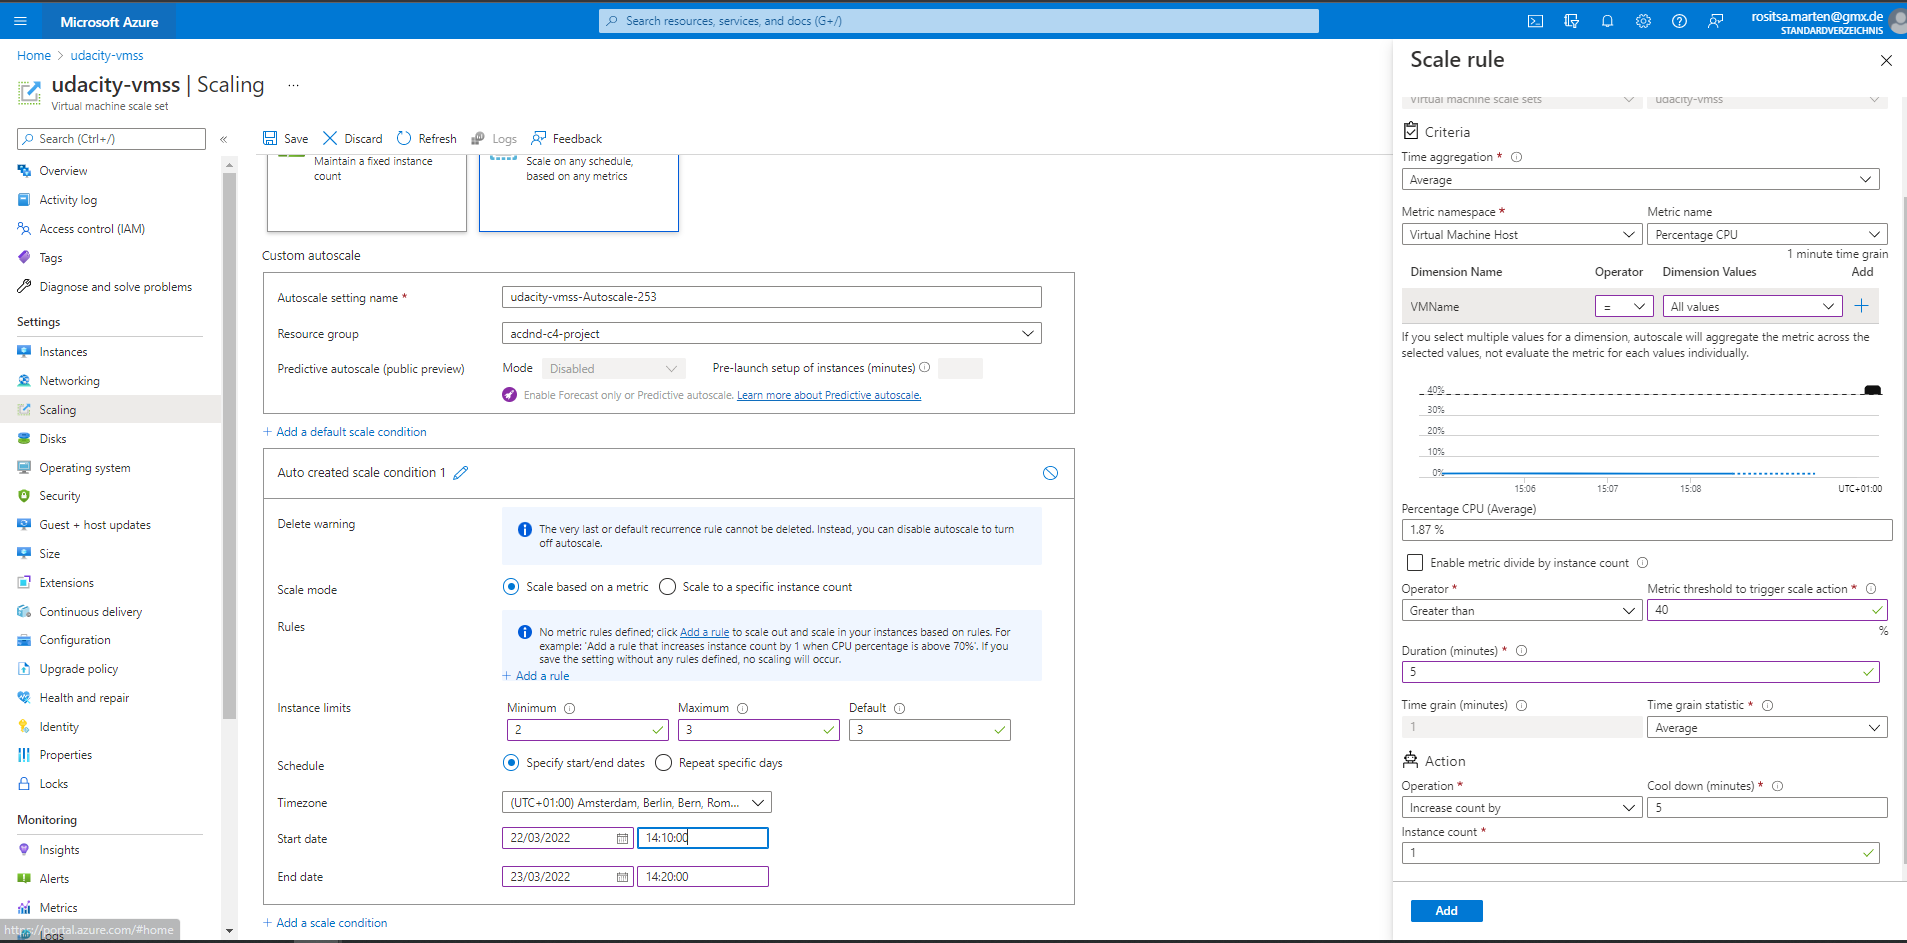 Microsoft Azure
Search resources, services, and docs (G+/)
rositsa.marten@gmx.de
STANDARDVERZEICHNIS
Home > udacity-vmss
udacity-vmss | Scaling ...
Virtual machine scale set
Search (Ctrl+/)
«
Overview
Activity log
Access control (IAM)
Tags
Diagnose and solve problems
Settings
Instances
Networking
Scaling
Disks
Operating system
Security
Guest + host updates
Size
Extensions
Continuous delivery
Configuration
Upgrade policy
Health and repair
Identity
Properties
Locks
Monitoring
Insights
Alerts
Metrics
Logs
https://portal.azure.com/#home
Save Discard Refresh Logs Feedback
Maintain a fixed instance
count
Scale on any schedule,
based on any metrics
Custom autoscale
Autoscale setting name * udacity-vmss-Autoscale-253
Resource group acdnd-c4-project
Predictive autoscale (public preview) Mode Disabled Pre-launch setup of instances (minutes)
Enable Forecast only or Predictive autoscale. Learn more about Predictive autoscale.
+ Add a default scale condition
Auto created scale condition 1
Delete warning
The very last or default recurrence rule cannot be deleted. Instead, you can disable autoscale to turn
off autoscale.
Scale mode Scale based on a metric Scale to a specific instance count
Rules
No metric rules defined; click Add a rule to scale out and scale in your instances based on rules. For
example: 'Add a rule that increases instance count by 1 when CPU percentage is above 70%'. If you
save the setting without any rules defined, no scaling will occur.
+ Add a rule
Instance limits Minimum Maximum Default
2 3 3
Schedule Specify start/end dates Repeat specific days
Timezone (UTC+01:00) Amsterdam, Berlin, Bern, Rom...
Start date 22/03/2022 14:10:00
End date 23/03/2022 14:20:00
+ Add a scale condition
Scale rule
Virtual machine scale sets udacity-vmss
Criteria
Time aggregation *
Average
Metric namespace * Metric name
Virtual Machine Host Percentage CPU
1 minute time grain
Dimension Name Operator Dimension Values Add
VMName = All values +
If you select multiple values for a dimension, autoscale will aggregate the metric across the
selected values, not evaluate the metric for each values individually.
40%
30%
20%
10%
0%
15:06 15:07 15:08 UTC+01:00
Percentage CPU (Average)
1.87 %
Enable metric divide by instance count
Operator * Metric threshold to trigger scale action *
Greater than 40
%
Duration (minutes) *
5
Time grain (minutes) Time grain statistic *
1 Average
Action
Operation * Cool down (minutes) *
Increase count by 5
Instance count *
1
Add